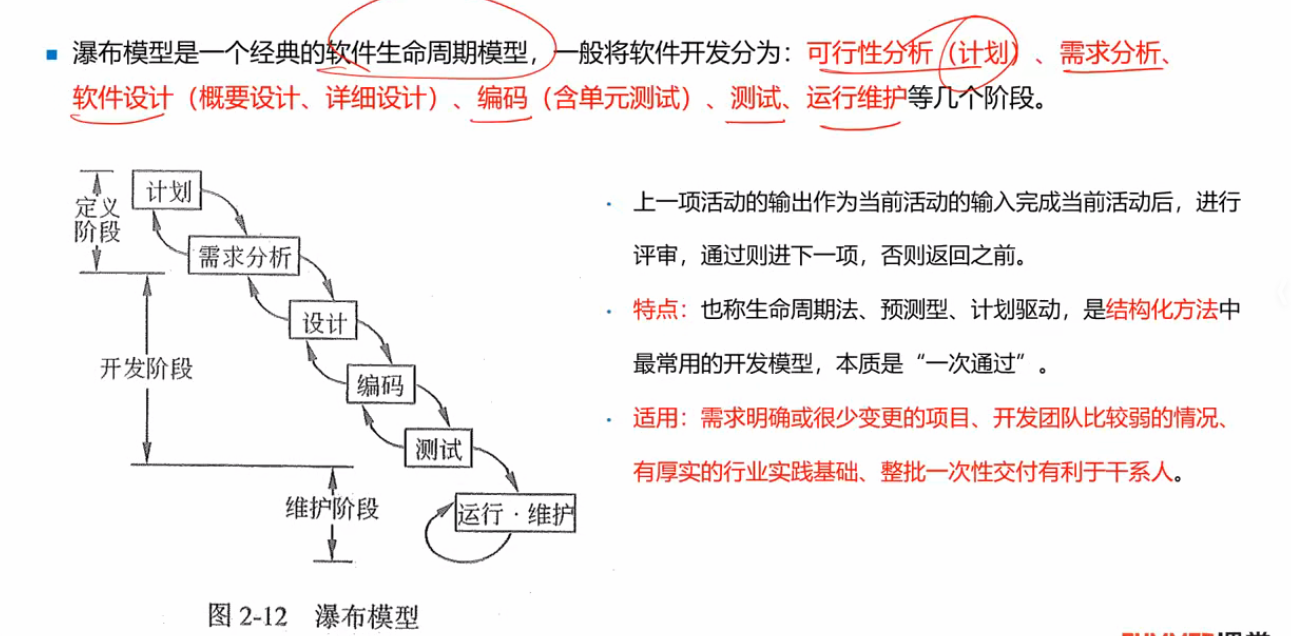 瀑布模型是一个经典的软件生命周期模型，一般将软件开发分为：可行性分析（计划）、需求分析、
软件设计（概要设计、详细设计）、编码（含单元测试）、测试、运行维护等几个阶段。
计划
定义
阶段
需求分析
设计
开发阶段
编码
测试
维护阶段
运行·维护
图 2-12 瀑布模型
上一项活动的输出作为当前活动的输入完成当前活动后，进行
评审，通过则进下一项，否则返回之前。
特点：也称生命周期法、预测型、计划驱动，是结构化方法中
最常用的开发模型，本质是“一次通过”。
适用：需求明确或很少变更的项目、开发团队比较弱的情况、
有厚实的行业实践基础、整批一次性交付有利于干系人。